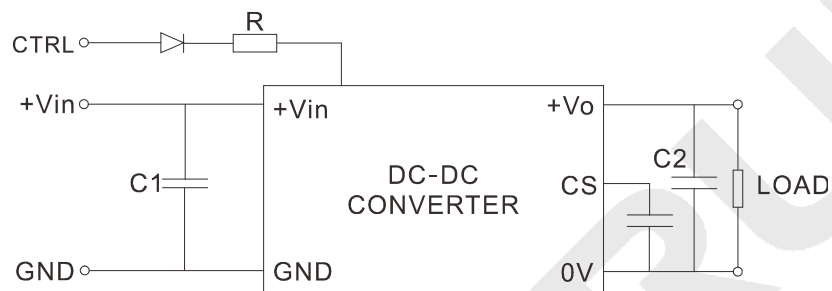 R
CTRL
+Vin
+Vin
+Vo
C1
DC-DC
CONVERTER
CS
C2
LOAD
GND
GND
0V